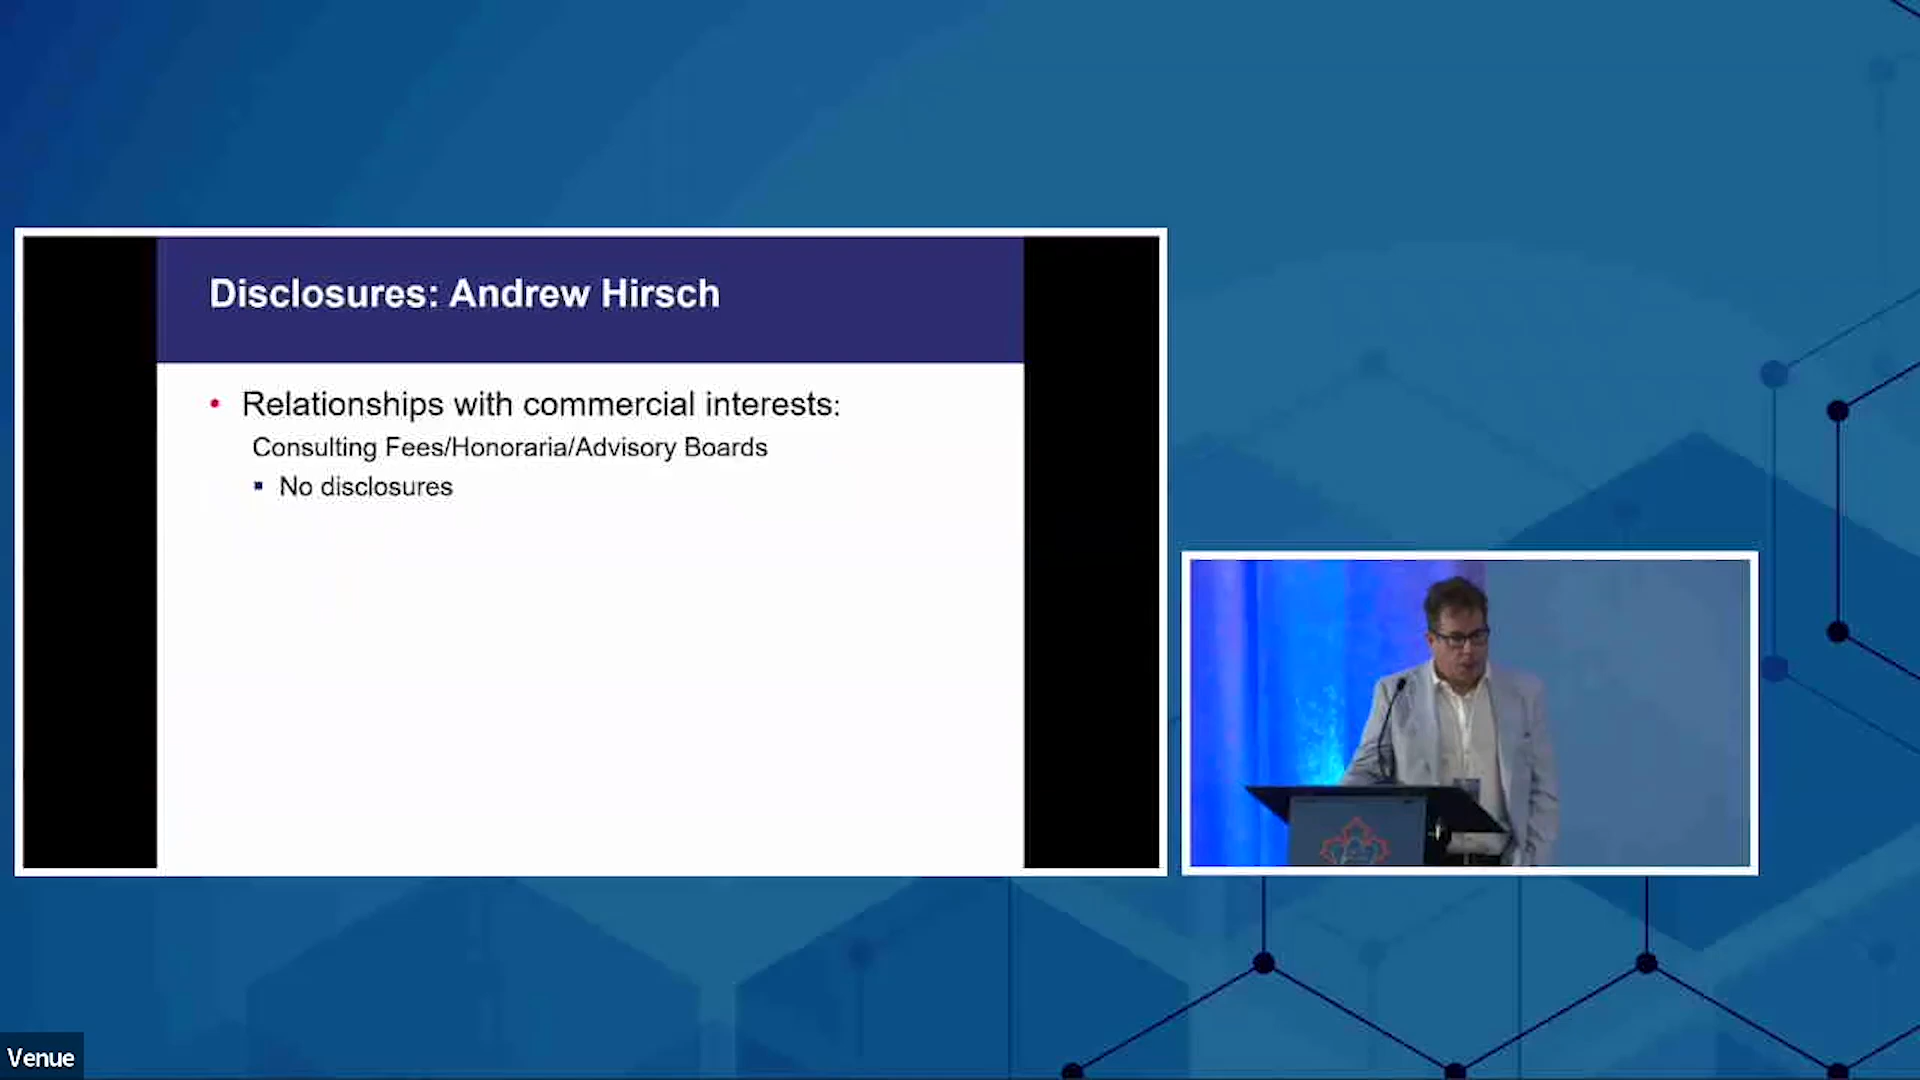 Disclosures: Andrew Hirsch
• Relationships with commercial interests:
Consulting Fees/Honoraria/Advisory Boards
▪ No disclosures
Venue